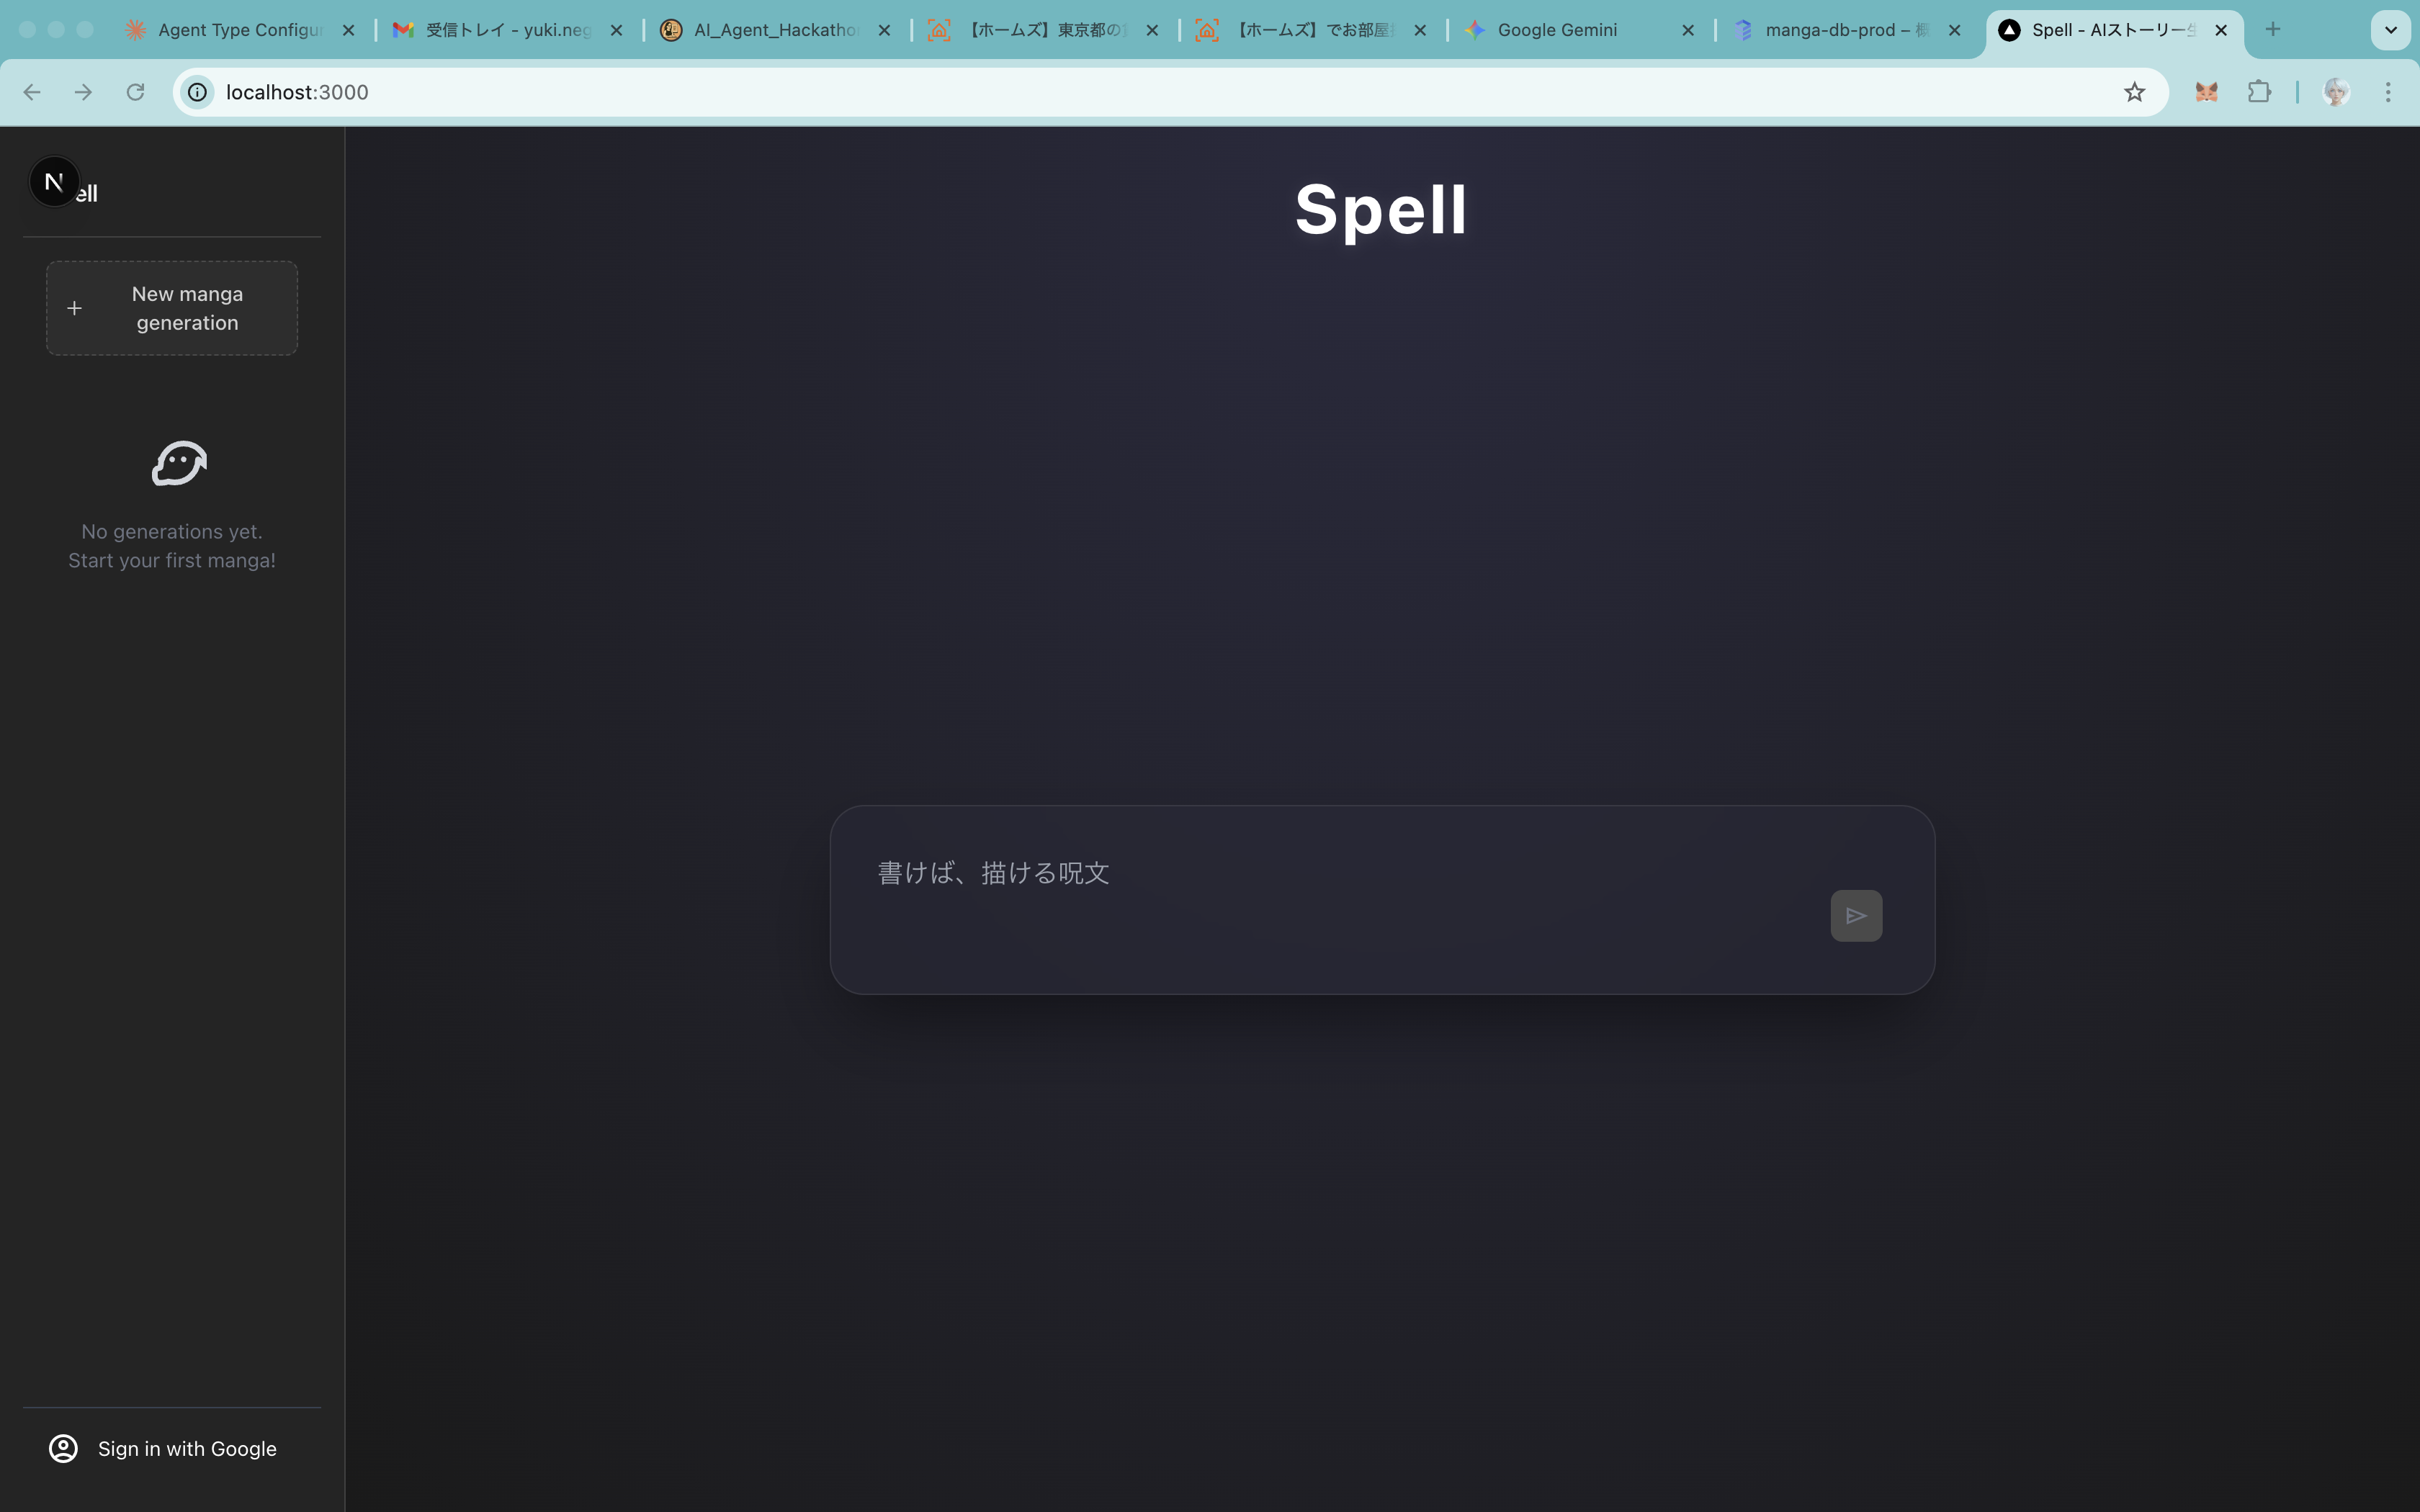 Agent Type Configur
受信トレイ - yuki.neg
AI_Agent_Hackatho
【ホームズ】東京都の
【ホームズ】でお部屋
Google Gemini
manga-db-prod –
Spell - AIストーリー
localhost:3000
N
ell
New manga
generation
No generations yet.
Start your first manga!
Sign in with Google
Spell
書けば、描ける呪文